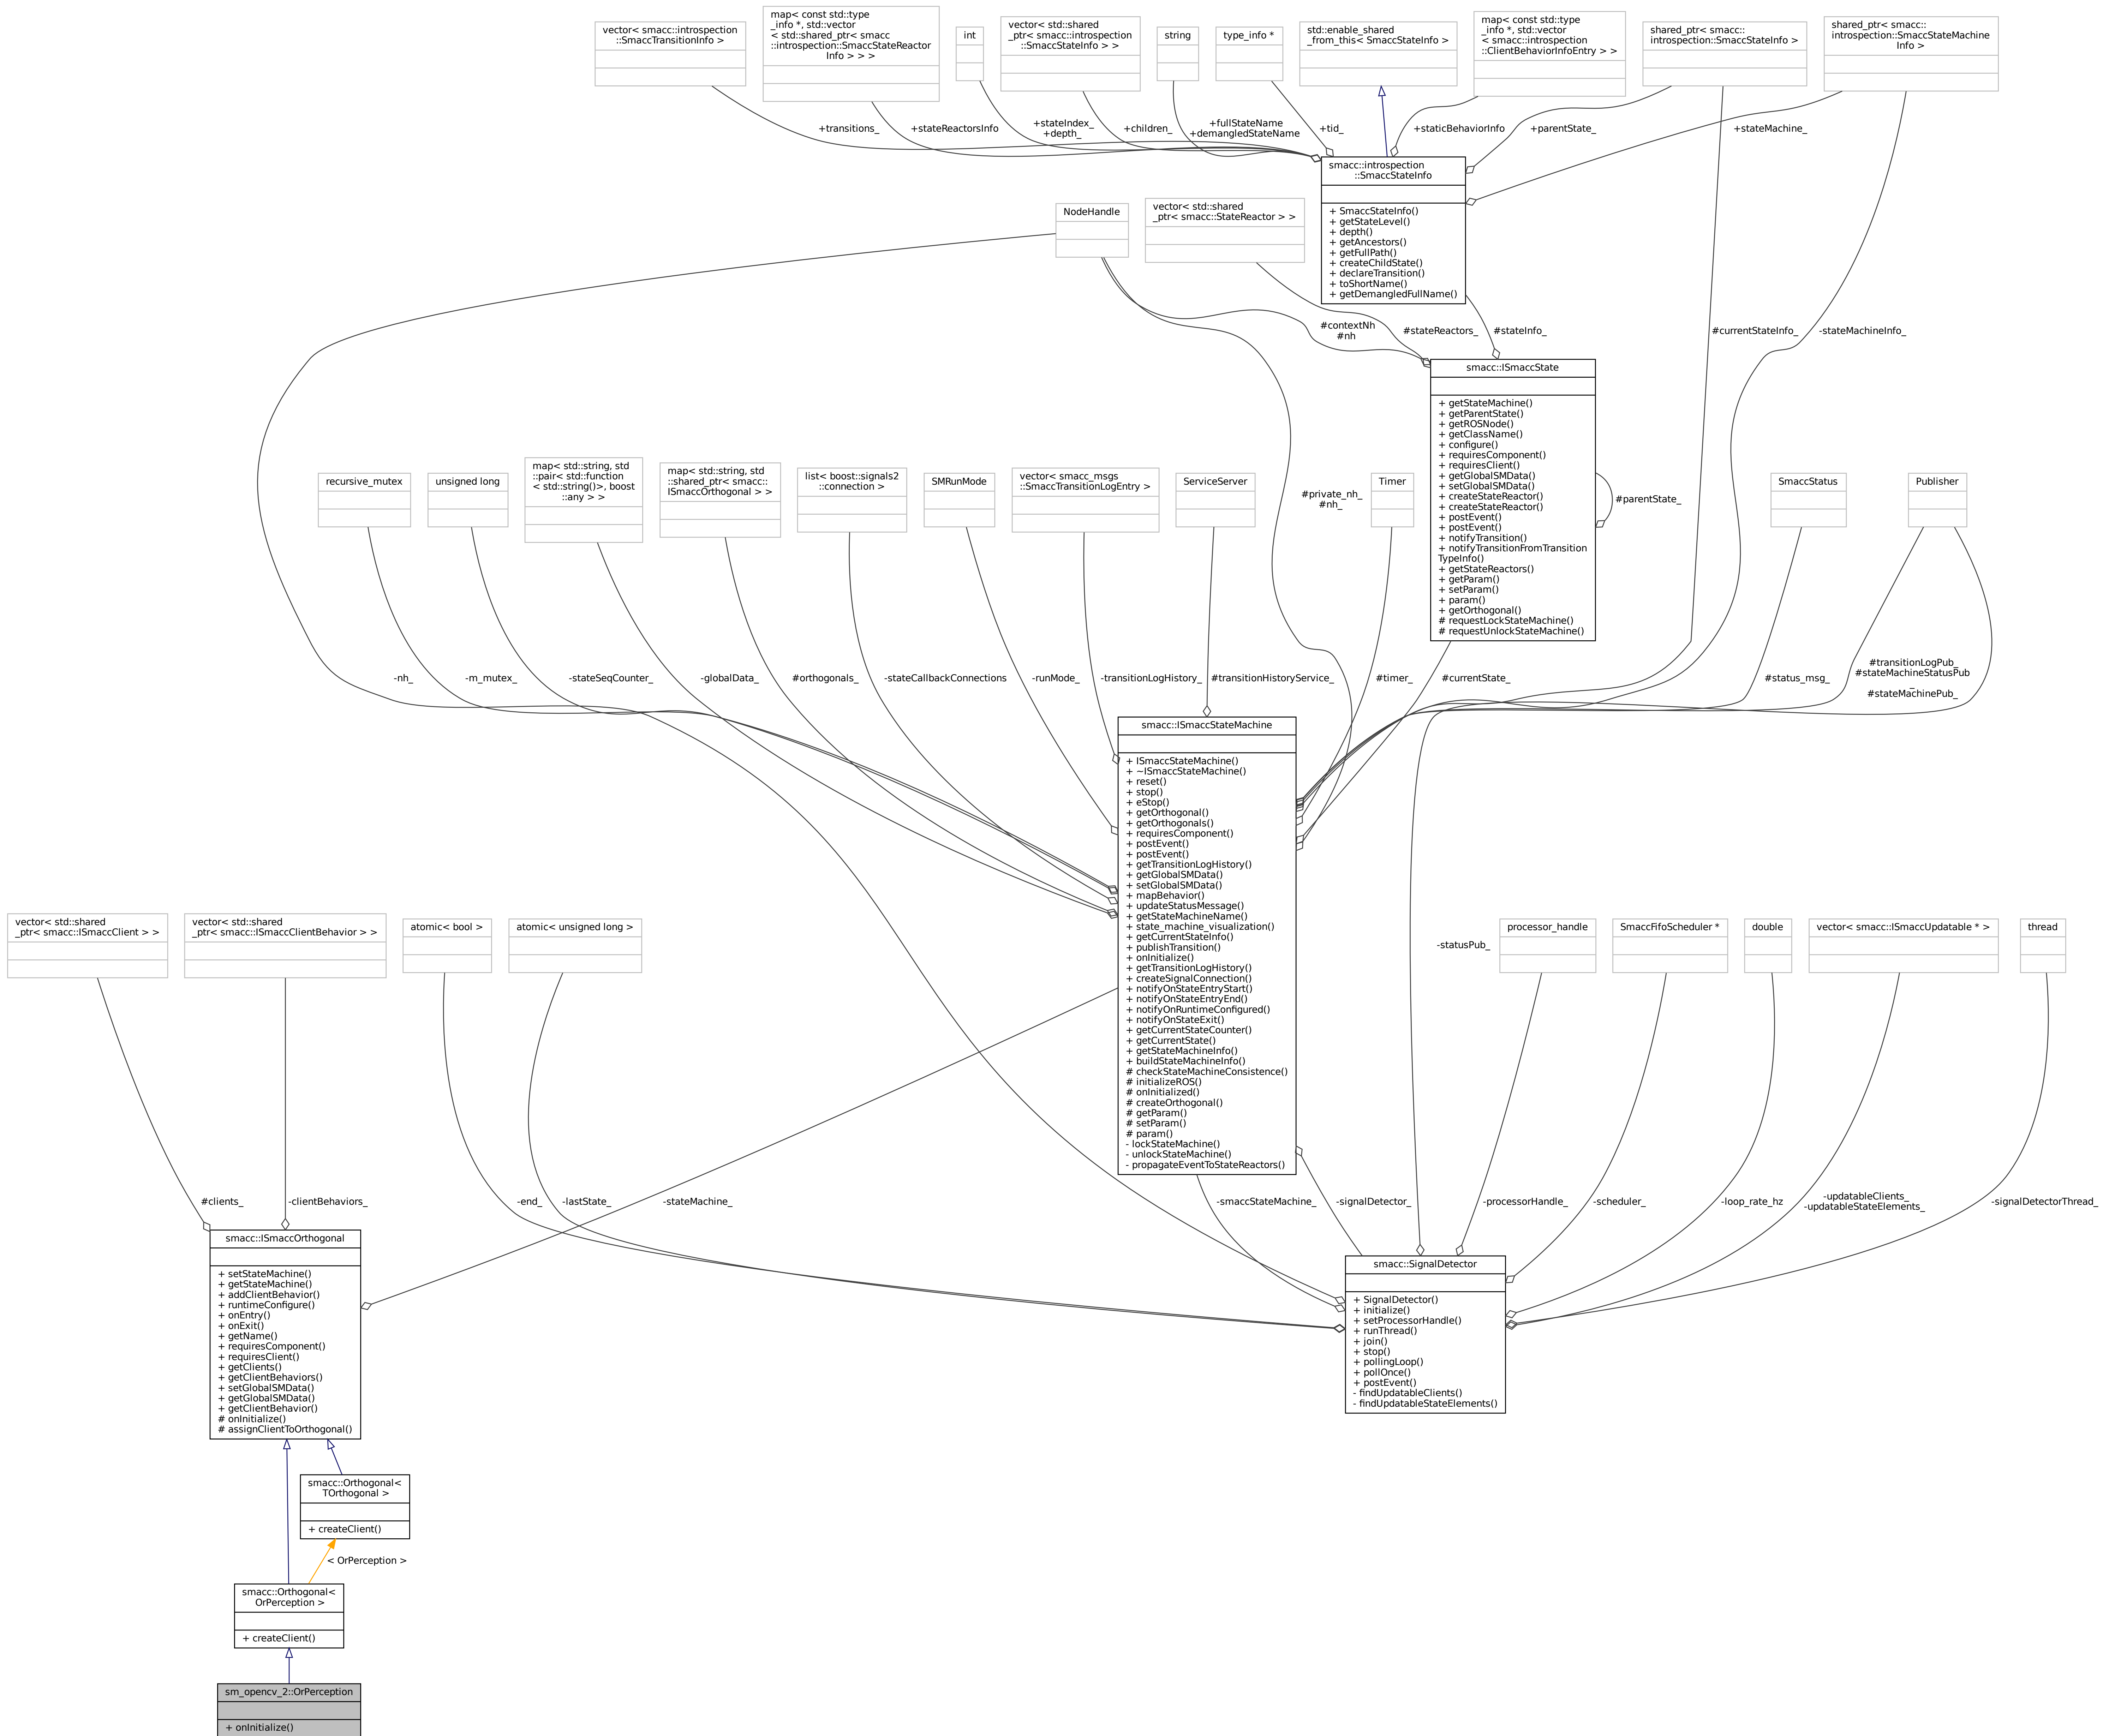 vector< smacc::introspection
::SmaccTransitionInfo >
map< const std::type
_info *, std::vector
< std::shared_ptr< smacc
::introspection::SmaccStateReactor
Info > > >
int
vector< std::shared
_ptr< smacc::introspection
::SmaccStateInfo > >
string
type_info *
std::enable_shared
_from_this< SmaccStateInfo >
map< const std::type
_info *, std::vector
< smacc::introspection
::ClientBehaviorInfoEntry > >
shared_ptr< smacc::
introspection::SmaccStateInfo >
shared_ptr< smacc::
introspection::SmaccStateMachine
Info >
+transitions_
+stateReactorsInfo
+stateIndex_
+depth_
+children_
+fullStateName
+demangledStateName
+tid_
+staticBehaviorInfo
+parentState_
+stateMachine_
smacc::introspection
::SmaccStateInfo
+ SmaccStateInfo()
+ getStateLevel()
+ depth()
+ getAncestors()
+ getFullPath()
+ createChildState()
+ declareTransition()
+ toShortName()
+ getDemangledFullName()
NodeHandle
vector< std::shared
_ptr< smacc::StateReactor > >
#contextNh
#nh
#stateReactors_
#stateInfo_
#currentStateInfo_
-stateMachineInfo_
smacc::ISmaccState
+ getStateMachine()
+ getParentState()
+ getROSNode()
+ getClassName()
+ configure()
+ requiresComponent()
+ requiresClient()
+ getGlobalSMData()
+ setGlobalSMData()
+ createStateReactor()
+ createStateReactor()
+ postEvent()
+ postEvent()
+ notifyTransition()
+ notifyTransitionFromTransition
TypeInfo()
+ getStateReactors()
+ getParam()
+ setParam()
+ param()
+ getOrthogonal()
# requestLockStateMachine()
# requestUnlockStateMachine()
#parentState_
recursive_mutex
unsigned long
map< std::string, std
::pair< std::function
< std::string()>, boost
::any > >
map< std::string, std
::shared_ptr< smacc::
ISmaccOrthogonal > >
list< boost::signals2
::connection >
SMRunMode
vector< smacc_msgs
::SmaccTransitionLogEntry >
ServiceServer
#private_nh_
#nh_
Timer
SmaccStatus
Publisher
-nh_
-m_mutex_
-stateSeqCounter_
-globalData_
#orthogonals_
-stateCallbackConnections
-runMode_
-transitionLogHistory_
#transitionHistoryService_
#timer_
#currentState_
#status_msg_
#transitionLogPub_
#stateMachineStatusPub
_
#stateMachinePub_
smacc::ISmaccStateMachine
+ ISmaccStateMachine()
+ ~ISmaccStateMachine()
+ reset()
+ stop()
+ eStop()
+ getOrthogonal()
+ getOrthogonals()
+ requiresComponent()
+ postEvent()
+ postEvent()
+ getTransitionLogHistory()
+ getGlobalSMData()
+ setGlobalSMData()
+ mapBehavior()
+ updateStatusMessage()
+ getStateMachineName()
+ state_machine_visualization()
+ getCurrentStateInfo()
+ publishTransition()
+ onInitialize()
+ getTransitionLogHistory()
+ createSignalConnection()
+ notifyOnStateEntryStart()
+ notifyOnStateEntryEnd()
+ notifyOnRuntimeConfigured()
+ notifyOnStateExit()
+ getCurrentStateCounter()
+ getCurrentState()
+ getStateMachineInfo()
+ buildStateMachineInfo()
# checkStateMachineConsistence()
# initializeROS()
# onInitialized()
# createOrthogonal()
# getParam()
# setParam()
# param()
- lockStateMachine()
- unlockStateMachine()
- propagateEventToStateReactors()
vector< std::shared
_ptr< smacc::ISmaccClient > >
vector< std::shared
_ptr< smacc::ISmaccClientBehavior > >
atomic< bool >
atomic< unsigned long >
-statusPub_
processor_handle
SmaccFifoScheduler *
double
vector< smacc::ISmaccUpdatable * >
thread
#clients_
-clientBehaviors_
-end_
-lastState_
-stateMachine_
-smaccStateMachine_
-signalDetector_
-processorHandle_
-scheduler_
-loop_rate_hz
-updatableClients_
-updatableStateElements_
-signalDetectorThread_
smacc::ISmaccOrthogonal
+ setStateMachine()
+ getStateMachine()
+ addClientBehavior()
+ runtimeConfigure()
+ onEntry()
+ onExit()
+ getName()
+ requiresComponent()
+ requiresClient()
+ getClients()
+ getClientBehaviors()
+ setGlobalSMData()
+ getGlobalSMData()
+ getClientBehavior()
# onInitialize()
# assignClientToOrthogonal()
smacc::SignalDetector
+ SignalDetector()
+ initialize()
+ setProcessorHandle()
+ runThread()
+ join()
+ stop()
+ pollingLoop()
+ pollOnce()
+ postEvent()
- findUpdatableClients()
- findUpdatableStateElements()
smacc::Orthogonal<
TOrthogonal >
+ createClient()
< OrPerception >
smacc::Orthogonal<
OrPerception >
+ createClient()
sm_opencv_2::OrPerception
+ onInitialize()